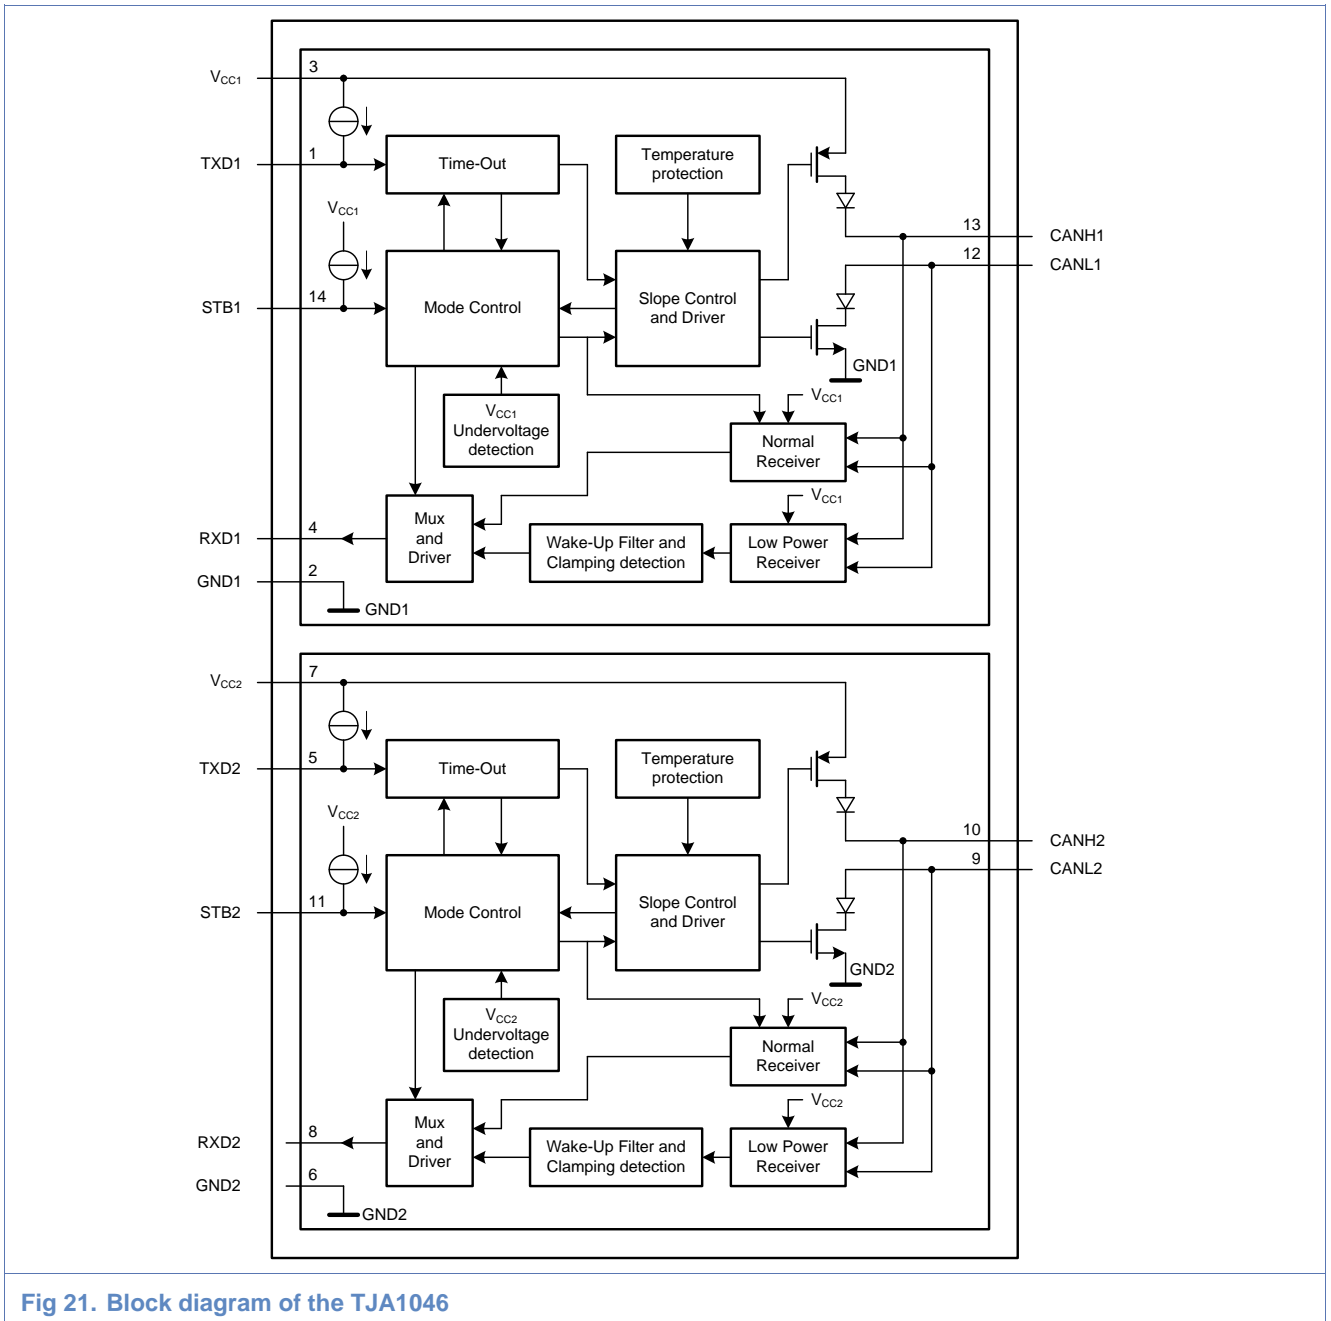 3
VCC1
TXD1
1
Time-Out
Temperature
protection
VCC1
13
CANH1
12
CANL1
STB1
14
Mode Control
Slope Control
and Driver
GND1
VCC1
Undervoltage
detection
VCC1
Normal
Receiver
VCC1
RXD1
4
Mux
and
Driver
Wake-Up Filter and
Clamping detection
Low Power
Receiver
GND1
2
GND1
7
VCC2
TXD2
5
Time-Out
Temperature
protection
VCC2
10
CANH2
9
CANL2
STB2
11
Mode Control
Slope Control
and Driver
GND2
VCC2
Undervoltage
detection
VCC2
Normal
Receiver
VCC2
RXD2
8
Mux
and
Driver
Wake-Up Filter and
Clamping detection
Low Power
Receiver
GND2
6
GND2
Fig 21. Block diagram of the TJA1046